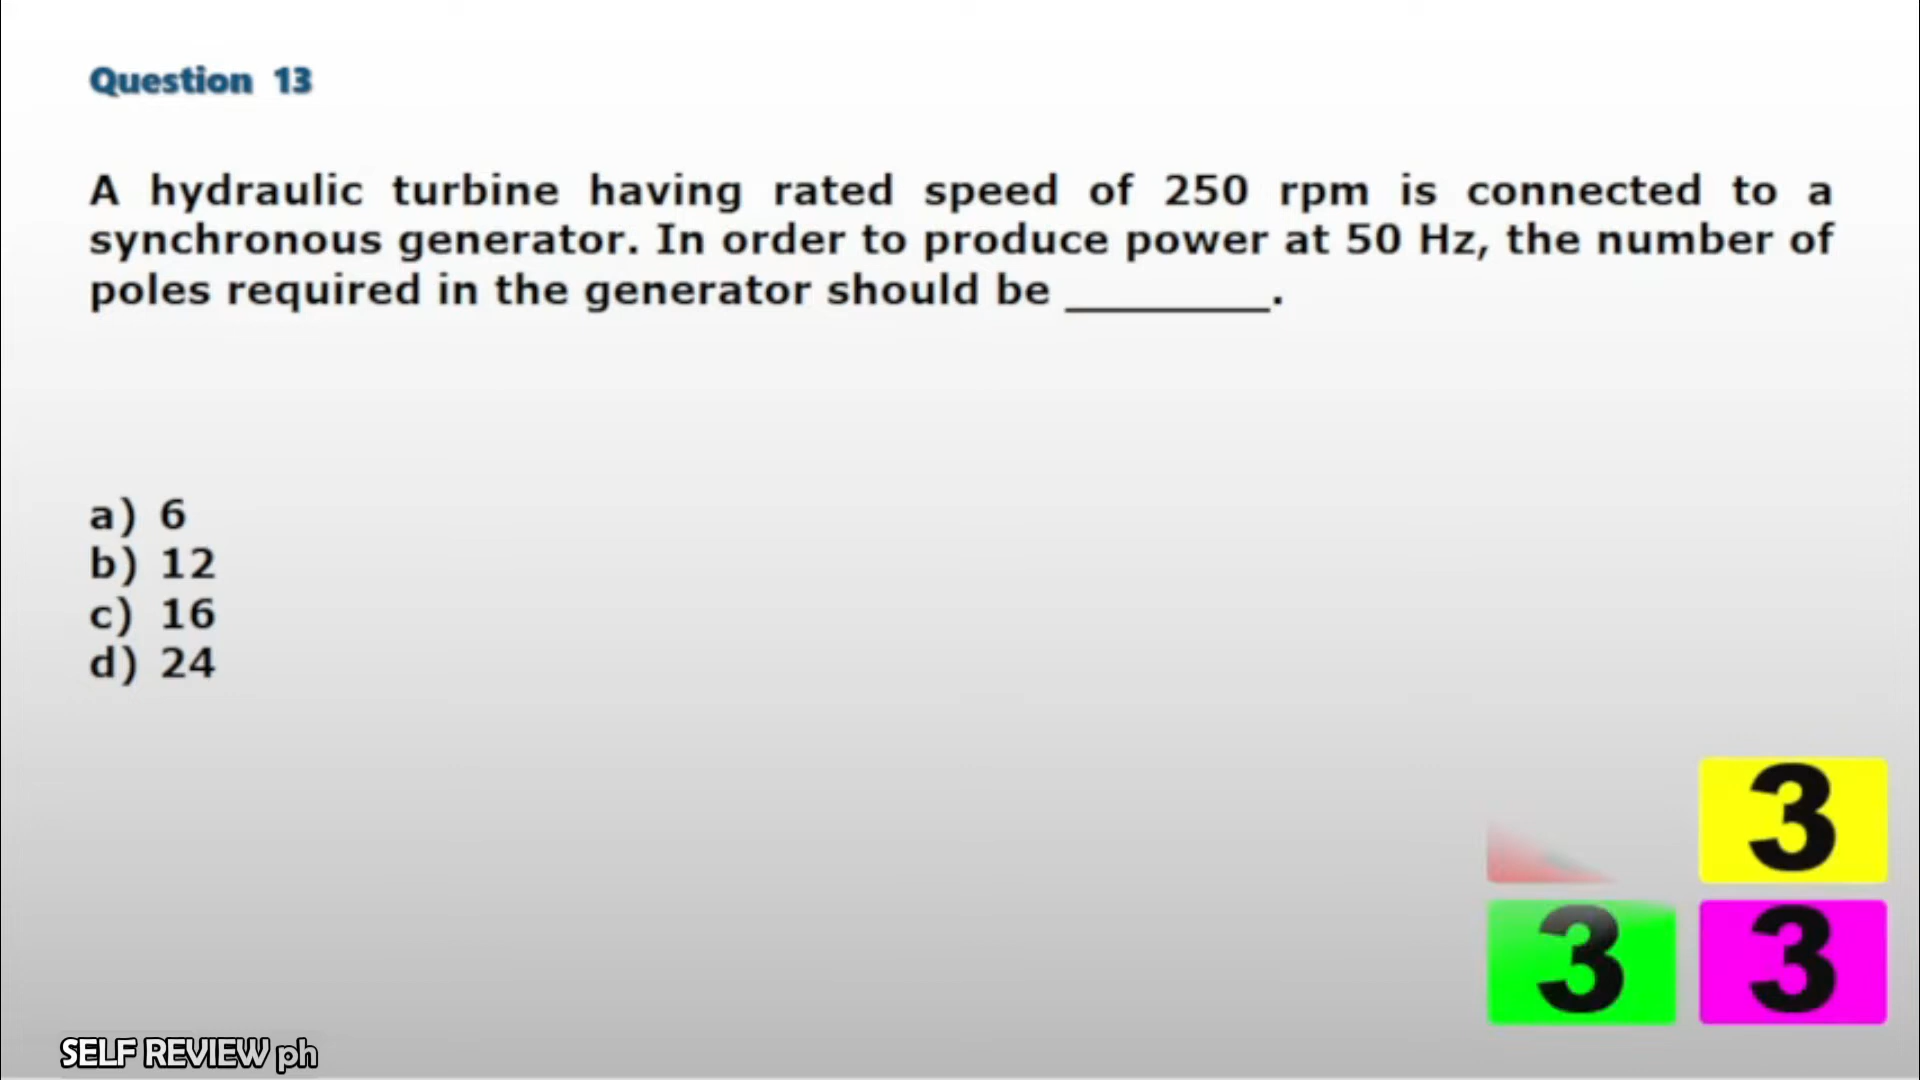 Question 13
A hydraulic turbine having rated speed of 250 rpm is connected to a
synchronous generator. In order to produce power at 50 Hz, the number of
poles required in the generator should be _________.
a) 6
b) 12
c) 16
d) 24
3
3 3
SELF REVIEW ph